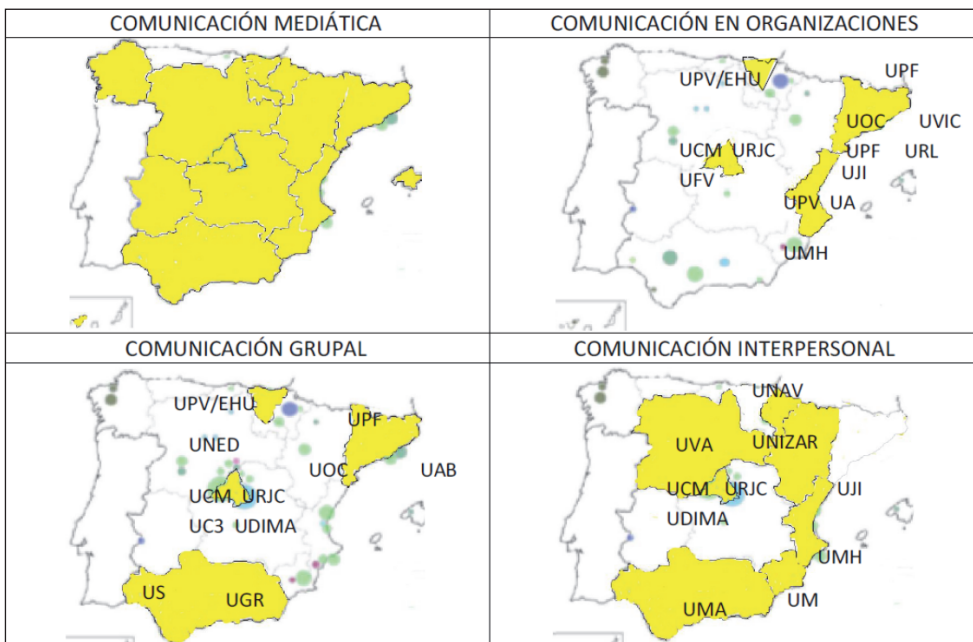 COMUNICACIÓN MEDIÁTICA
COMUNICACIÓN EN ORGANIZACIONES
UPV/EHU
UPF
UOC UVIC
UCM URJC
UPF URL
UFV
UJI
UPV UA
UMH
COMUNICACIÓN GRUPAL
COMUNICACIÓN INTERPERSONAL
UPV/EHU
UPF
UNED
UOC UAB
UCM URJC
UC3 UDIMA
US
UGR
UNAV
UVA UNIZAR
UCM URJC UJI
UDIMA
UMH
UMA UM